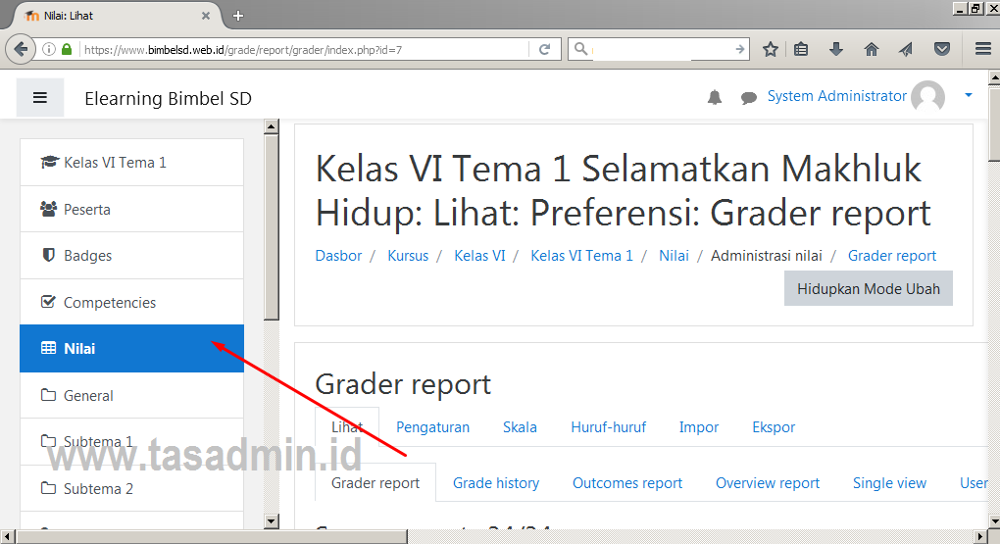 Nilai: Lihat
https://www.bimbelsd.web.id/grade/report/grader/index.php?id=7
Elearning Bimbel SD
System Administrator
Kelas VI Tema 1
Peserta
Badges
Competencies
Nilai
General
Subtema 1
Subtema 2
Kelas VI Tema 1 Selamatkan Makhluk
Hidup: Lihat: Preferensi: Grader report
Dasbor / Kursus / Kelas VI / Kelas VI Tema 1 / Nilai / Administrasi nilai / Grader report
Hidupkan Mode Ubah
Grader report
Lihat Pengaturan Skala Huruf-huruf Impor Ekspor
www.tasadmin.id
Grader report Grade history Outcomes report Overview report Single view User